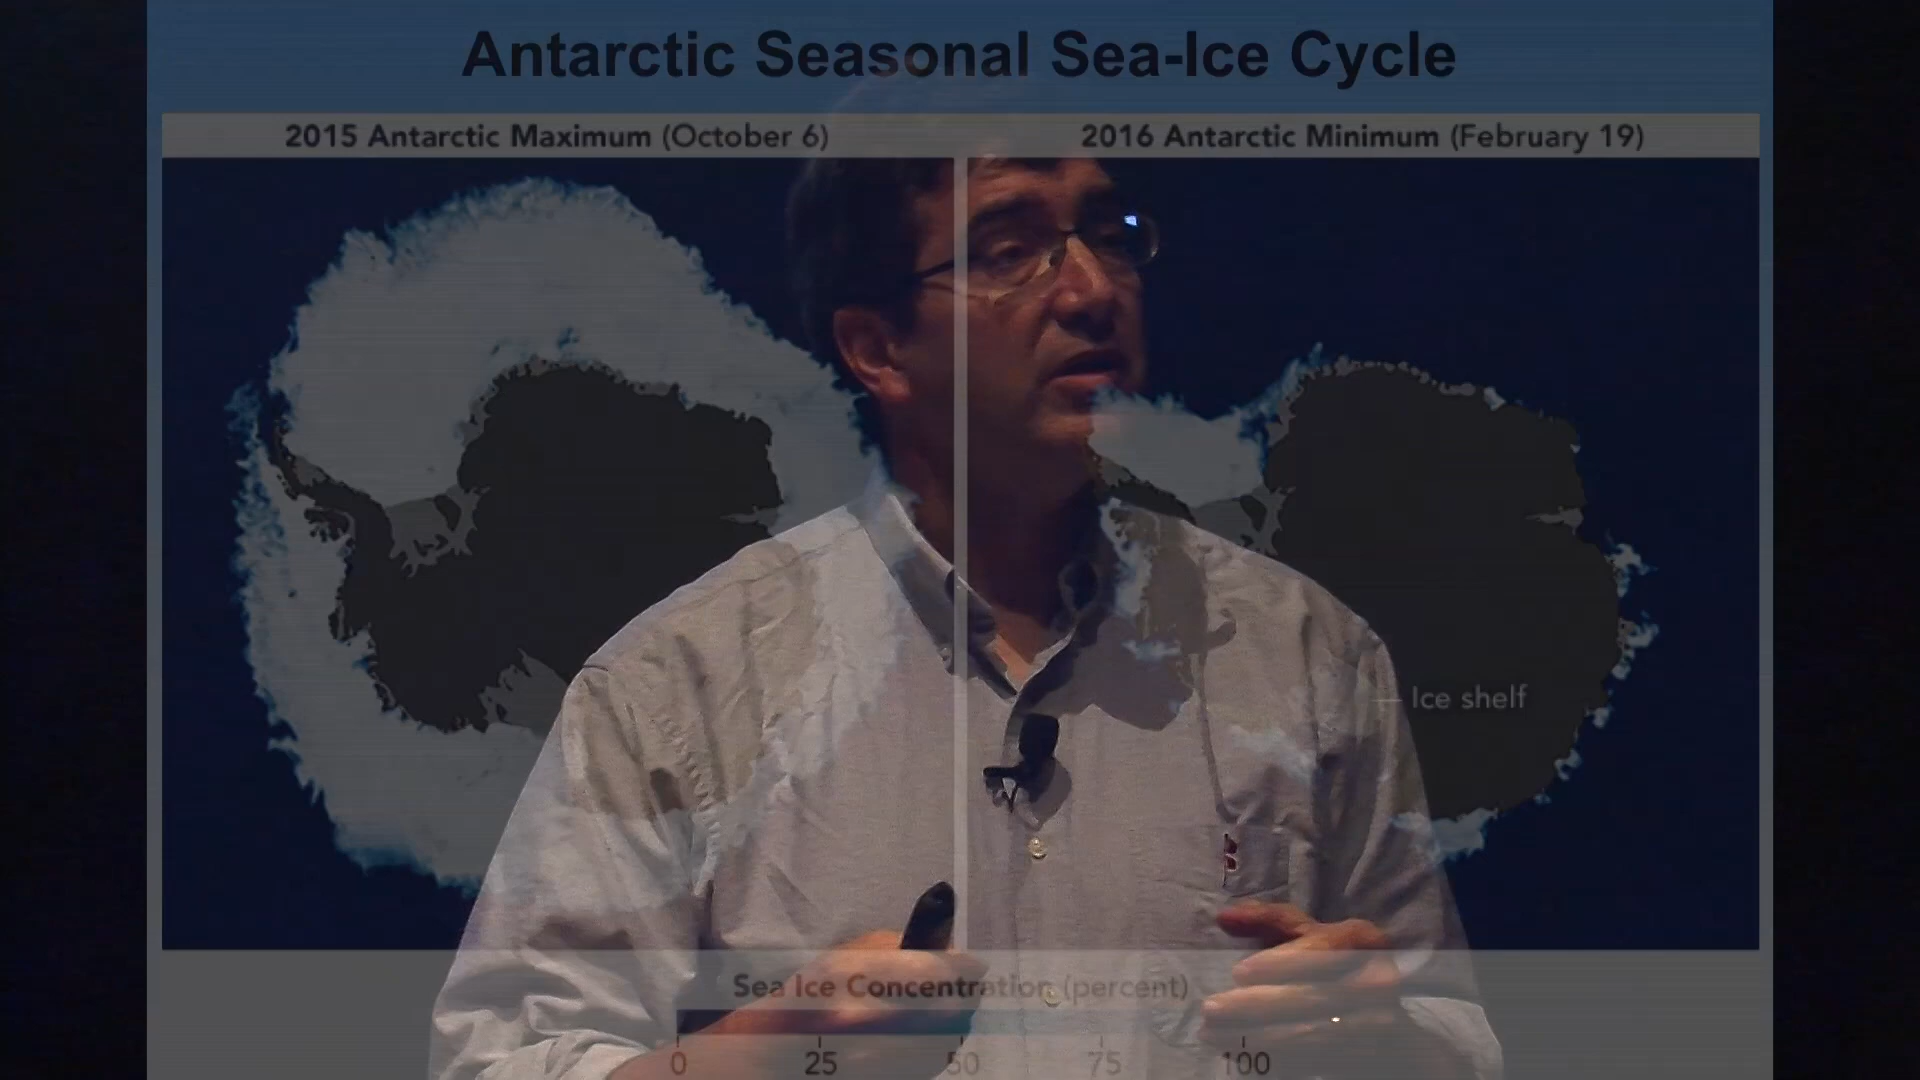 Antarctic Seasonal Sea-Ice Cycle
2015 Antarctic Maximum (October 6)
2016 Antarctic Minimum (February 19)
Ice shelf
Sea Ice Concentration (percent)
0 25 50 75 100